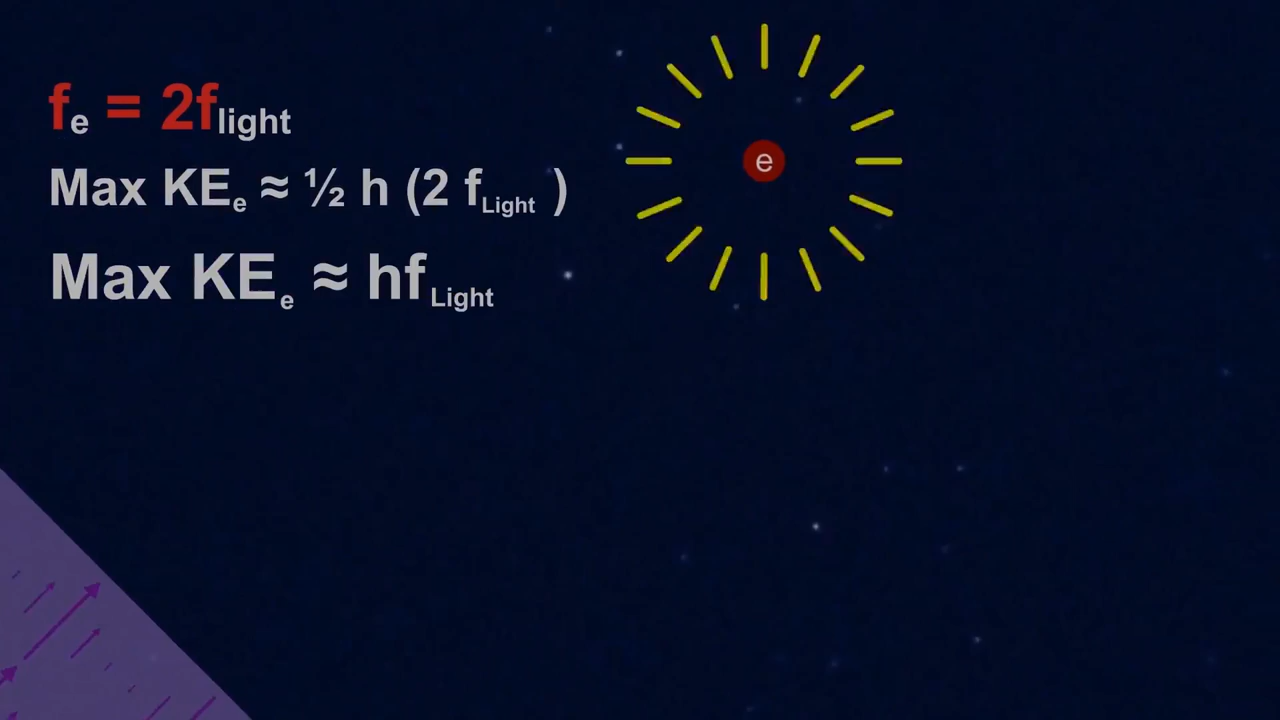 fe = 2flight
Max KEe ≈ ½ h (2 fLight )
Max KEe ≈ hfLight
e